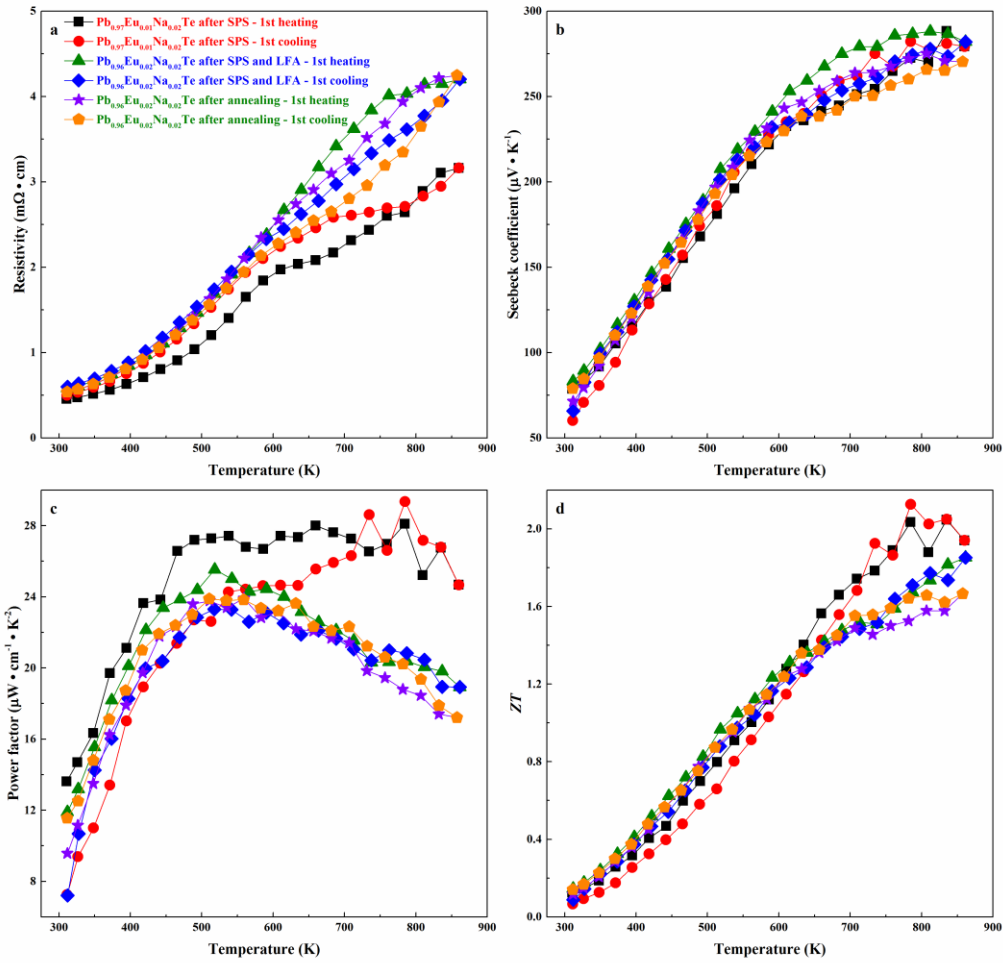 a
Pb0.97Eu0.01Na0.02Te after SPS - 1st heating
Pb0.97Eu0.01Na0.02Te after SPS - 1st cooling
Pb0.96Eu0.02Na0.02Te after SPS and LFA - 1st heating
Pb0.96Eu0.02Na0.02Te after SPS and LFA - 1st cooling
Pb0.96Eu0.02Na0.02Te after annealing - 1st heating
Pb0.96Eu0.02Na0.02Te after annealing - 1st cooling
Resistivity (mΩ • cm)
5
4
3
2
1
0
300 400 500 600 700 800 900
Temperature (K)
b
Seebeck coefficient (μV • K-1)
300
250
200
150
100
50
300 400 500 600 700 800 900
Temperature (K)
c
Power factor (μW • cm-1 • K-2)
28
24
20
16
12
8
300 400 500 600 700 800 900
Temperature (K)
d
ZT
2.0
1.6
1.2
0.8
0.4
0.0
300 400 500 600 700 800 900
Temperature (K)